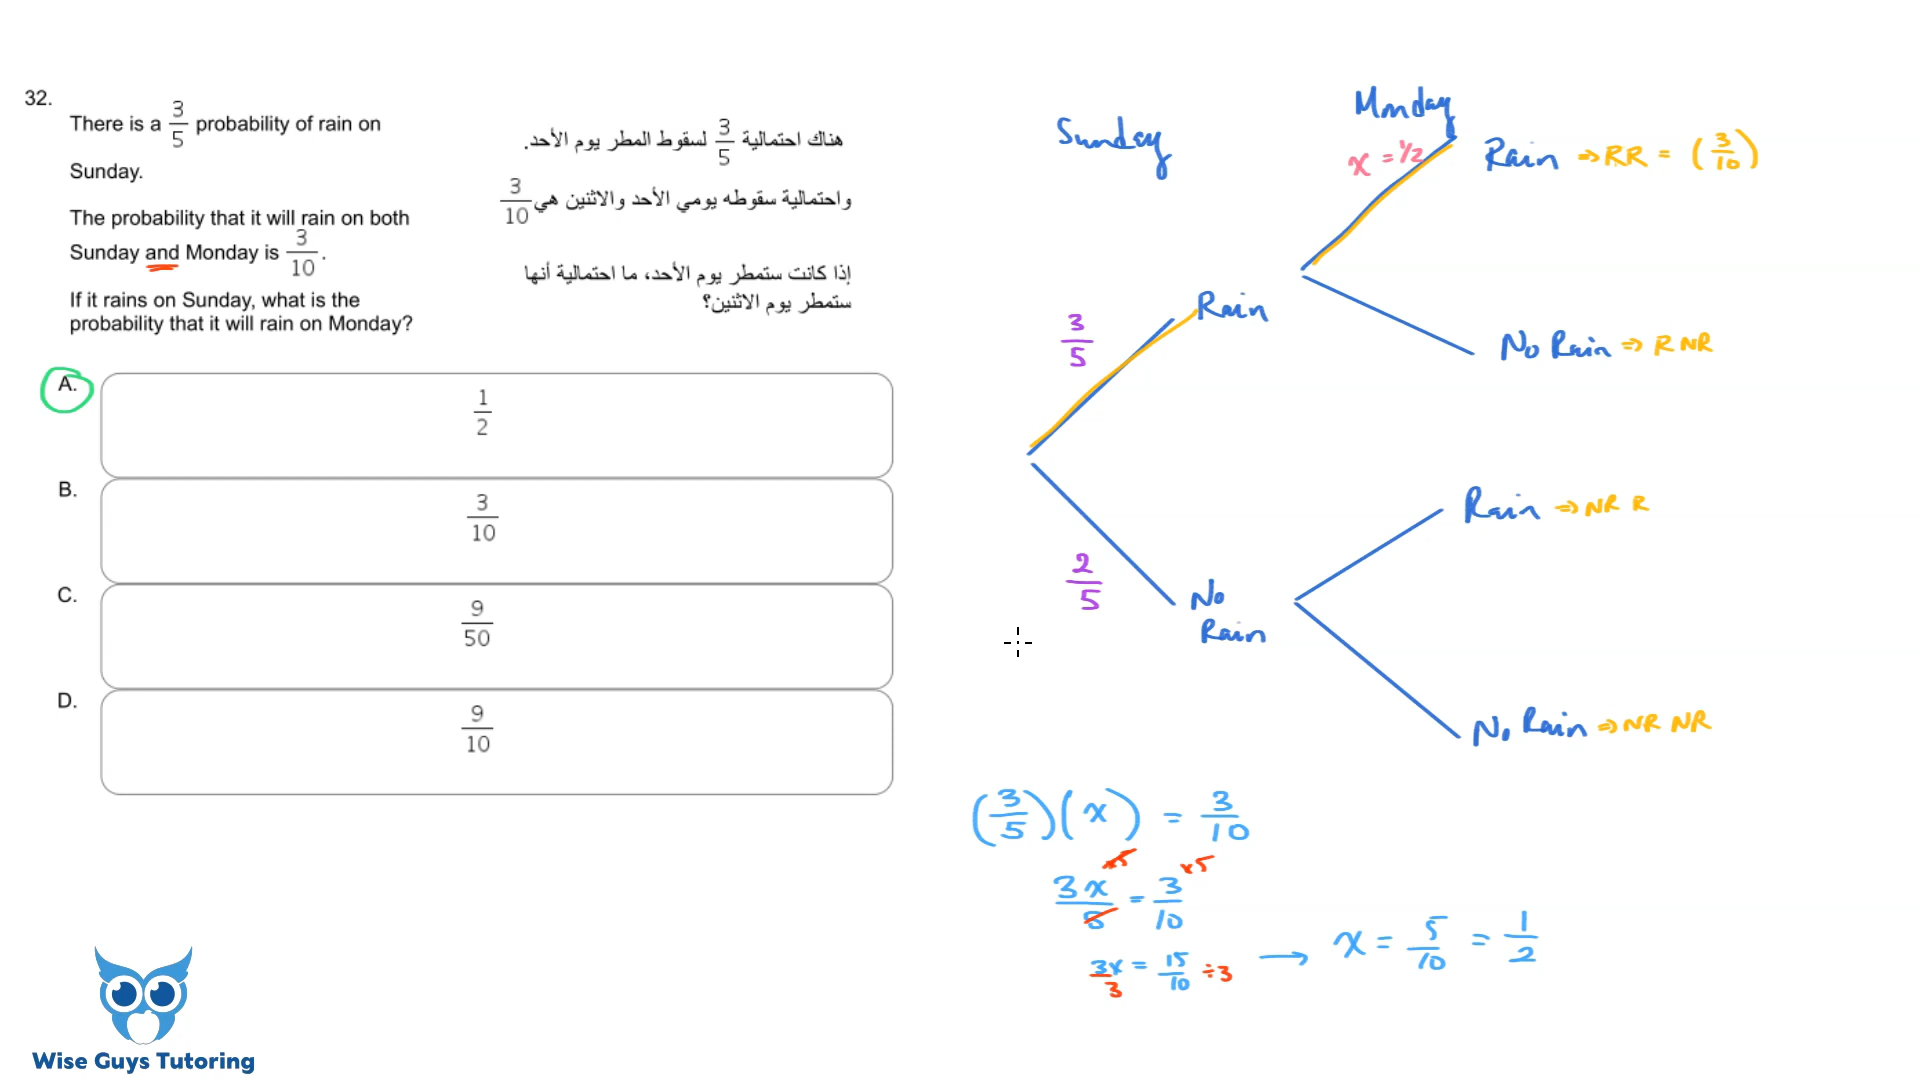 32.
There is a 3/5 probability of rain on
Sunday.
The probability that it will rain on both
Sunday and Monday is 3/10.
If it rains on Sunday, what is the
probability that it will rain on Monday?
هناك احتمالية 3/5 لسقوط المطر يوم الأحد.
واحتمالية سقوطه يومي الأحد والاثنين هي 3/10
إذا كانت ستمطر يوم الأحد، ما احتمالية أنها
ستمطر يوم الاثنين؟
A. 1/2
B. 3/10
C. 9/50
D. 9/10
Wise Guys Tutoring
Sunday
Monday
x = 1/2
Rain ⇒ RR = (3/10)
3/5
Rain
No Rain ⇒ R NR
2/5
No
Rain
Rain ⇒ NR R
No Rain ⇒ NR NR
(3/5)(x) = 3/10
x5 x5
3x/5 = 3/10
3x/3 = 15/10 ÷3 → x = 5/10 = 1/2